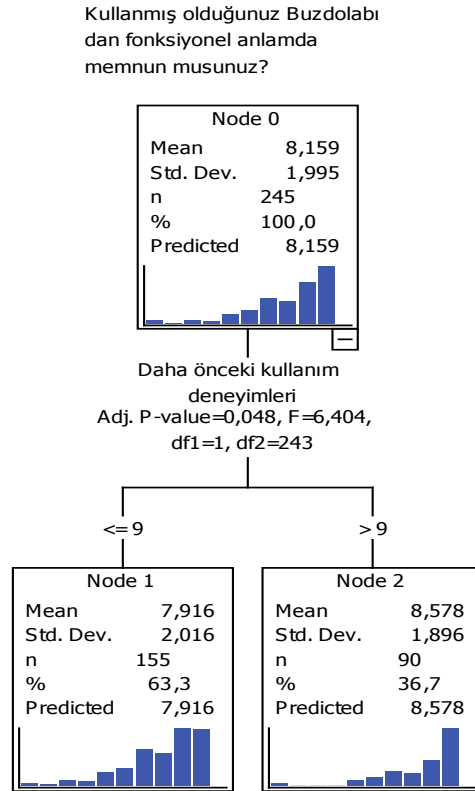 Kullanmış olduğunuz Buzdolabı
dan fonksiyonel anlamda
memnun musunuz?
Node 0
Mean 8,159
Std. Dev. 1,995
n 245
% 100,0
Predicted 8,159
Daha önceki kullanım
deneyimleri
Adj. P-value=0,048, F=6,404,
df1=1, df2=243
<= 9
> 9
Node 1
Mean 7,916
Std. Dev. 2,016
n 155
% 63,3
Predicted 7,916
Node 2
Mean 8,578
Std. Dev. 1,896
n 90
% 36,7
Predicted 8,578